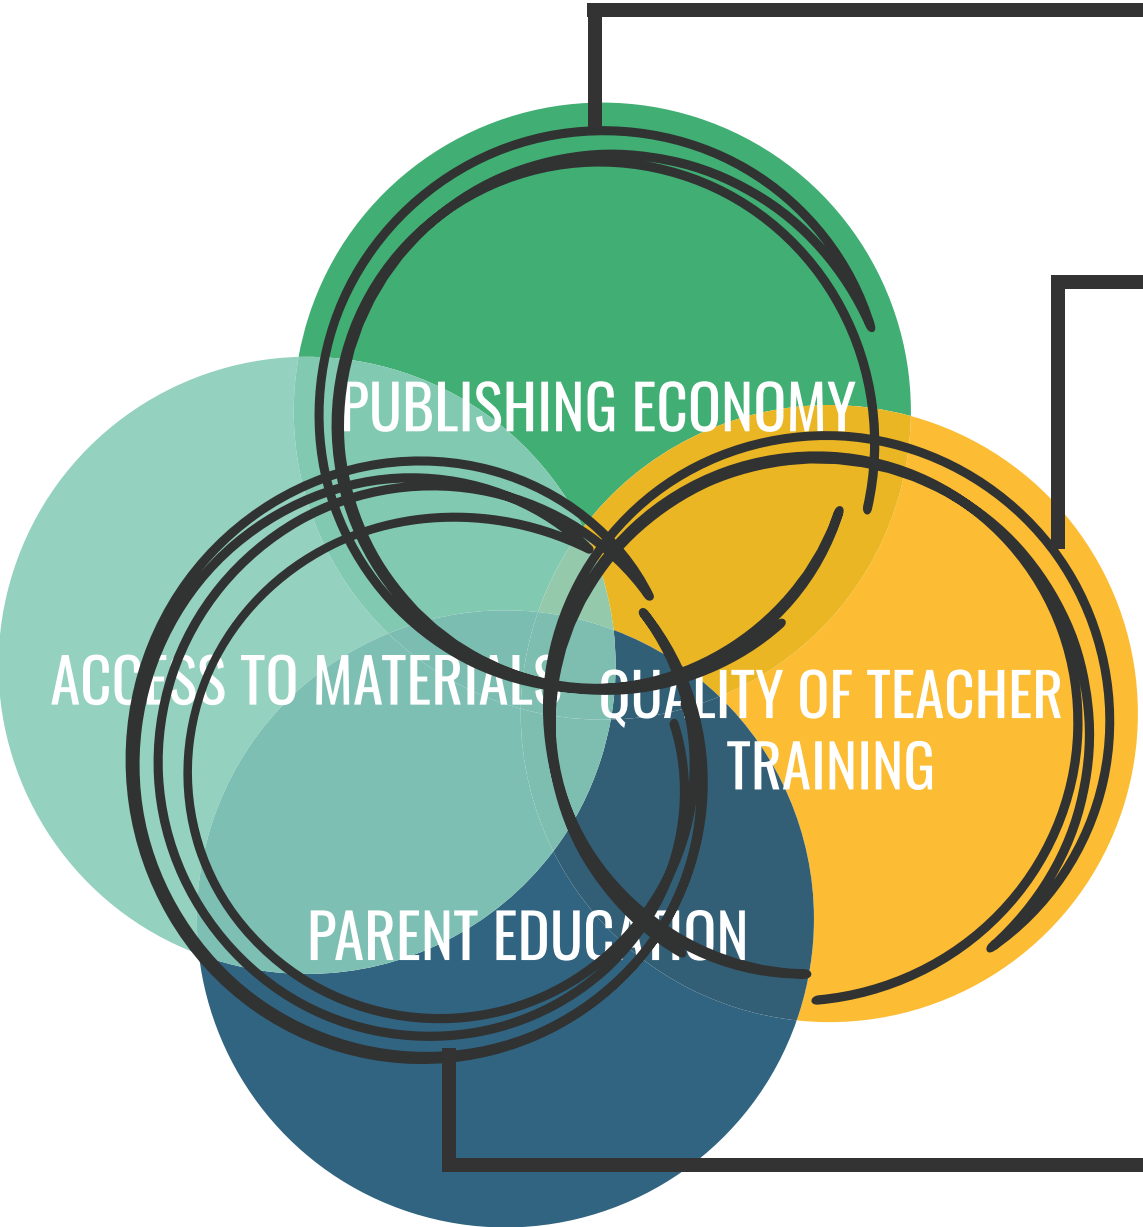 PUBLISHING ECONOMY
ACCESS TO MATERIALS
QUALITY OF TEACHER
TRAINING
PARENT EDUCATION